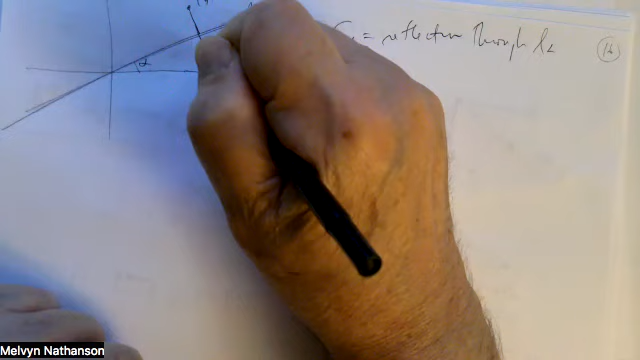 = reflection through l₂
16
α
Melvyn Nathanson